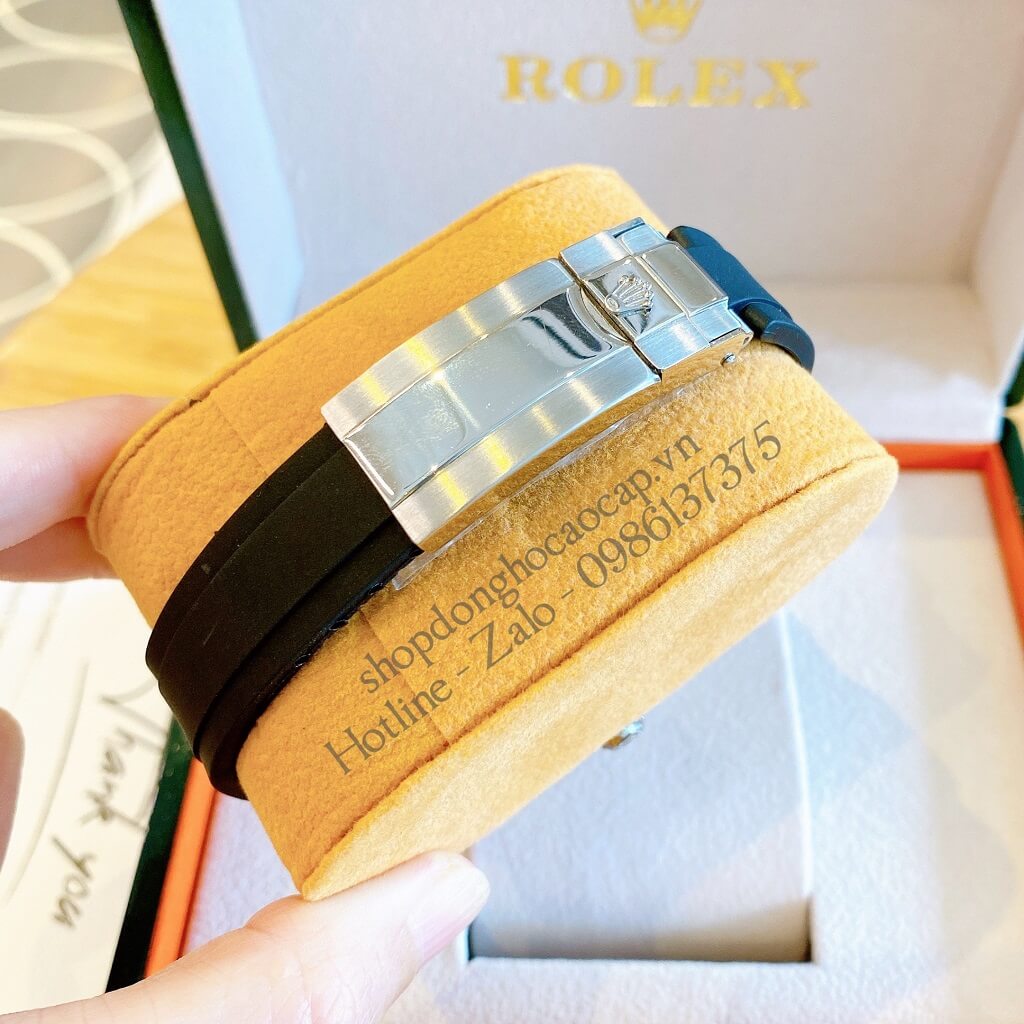 ROLEX
shopdonghocaocap.vn
Hotline - Zalo - 0986137375
Thank you